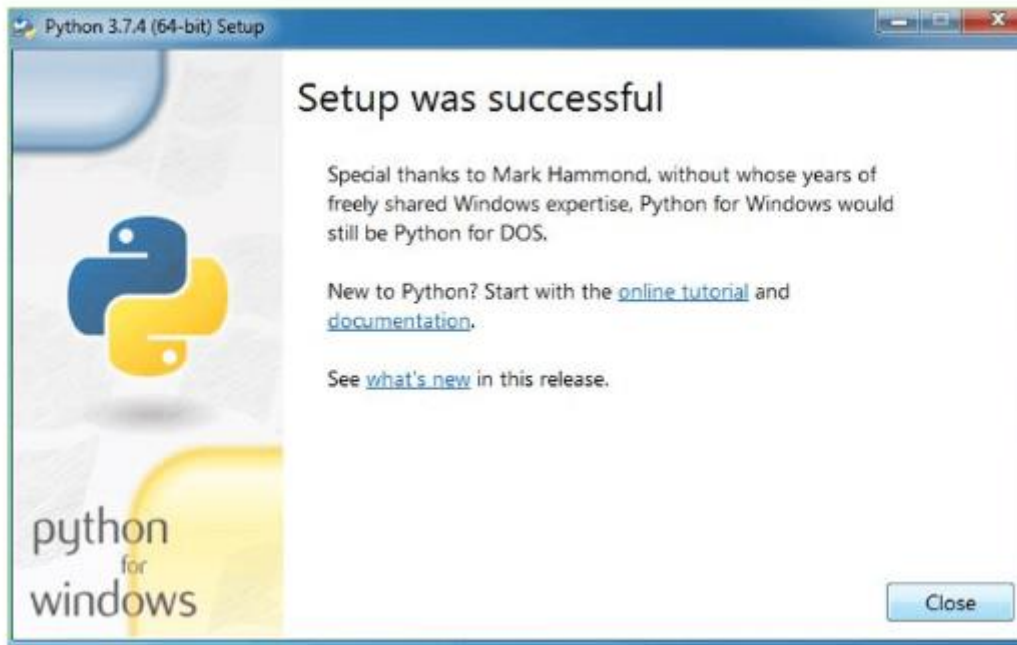 Python 3.7.4 (64-bit) Setup
Setup was successful
Special thanks to Mark Hammond, without whose years of
freely shared Windows expertise, Python for Windows would
still be Python for DOS.
New to Python? Start with the online tutorial and
documentation.
See what's new in this release.
python
for
windows
Close